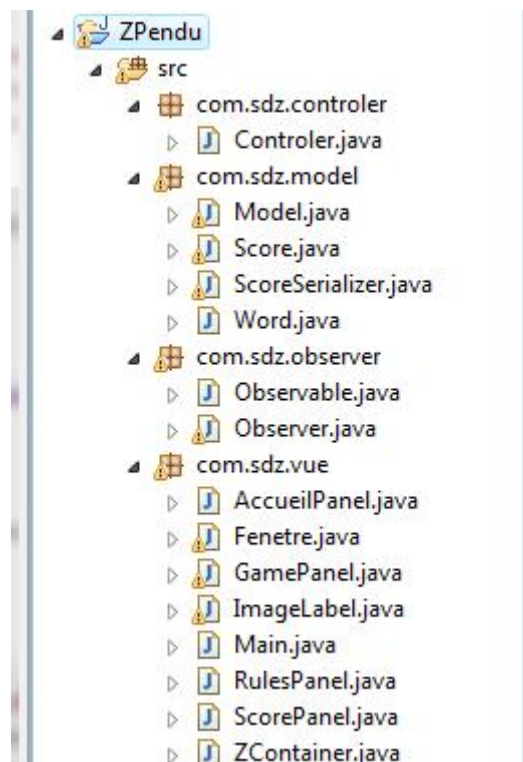 ZPendu
src
com.sdz.controler
Controler.java
com.sdz.model
Model.java
Score.java
ScoreSerializer.java
Word.java
com.sdz.observer
Observable.java
Observer.java
com.sdz.vue
AccueilPanel.java
Fenetre.java
GamePanel.java
ImageLabel.java
Main.java
RulesPanel.java
ScorePanel.java
ZContainer.java